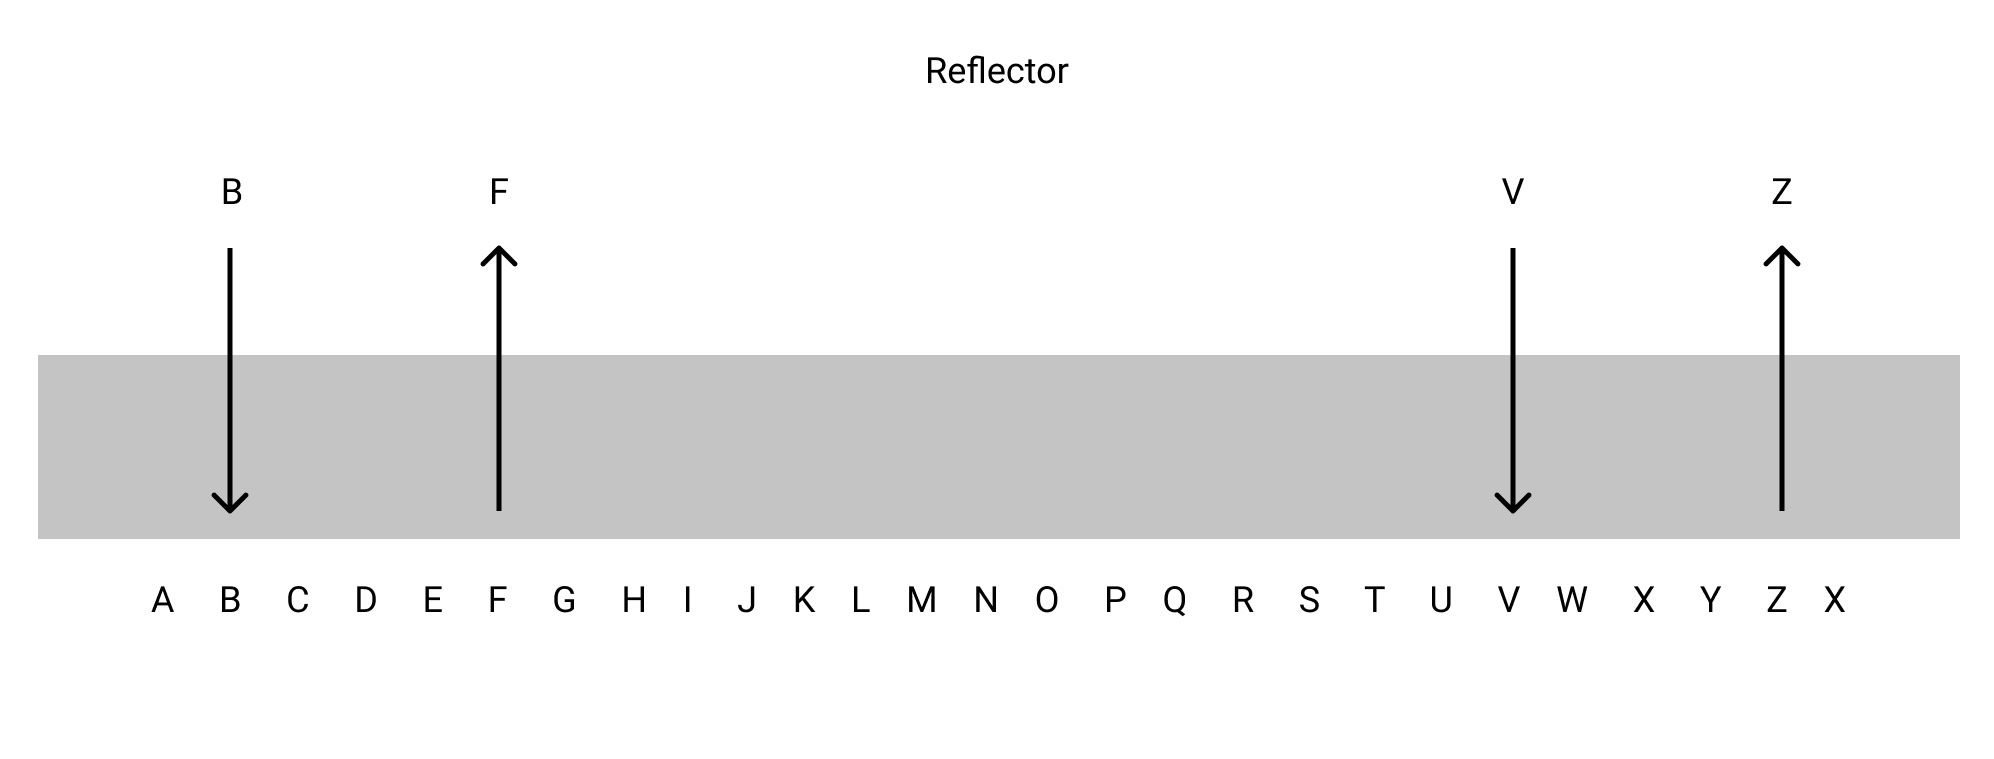 Reflector
B F V Z
A B C D E F G H I J K L M N O P Q R S T U V W X Y Z X